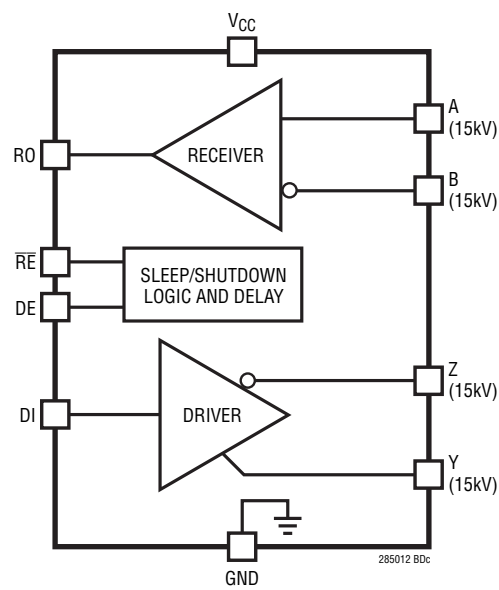 VCC
A
(15kV)
RO
RECEIVER
B
(15kV)
RE
SLEEP/SHUTDOWN
LOGIC AND DELAY
DE
Z
(15kV)
DI
DRIVER
Y
(15kV)
GND
285012 BDc